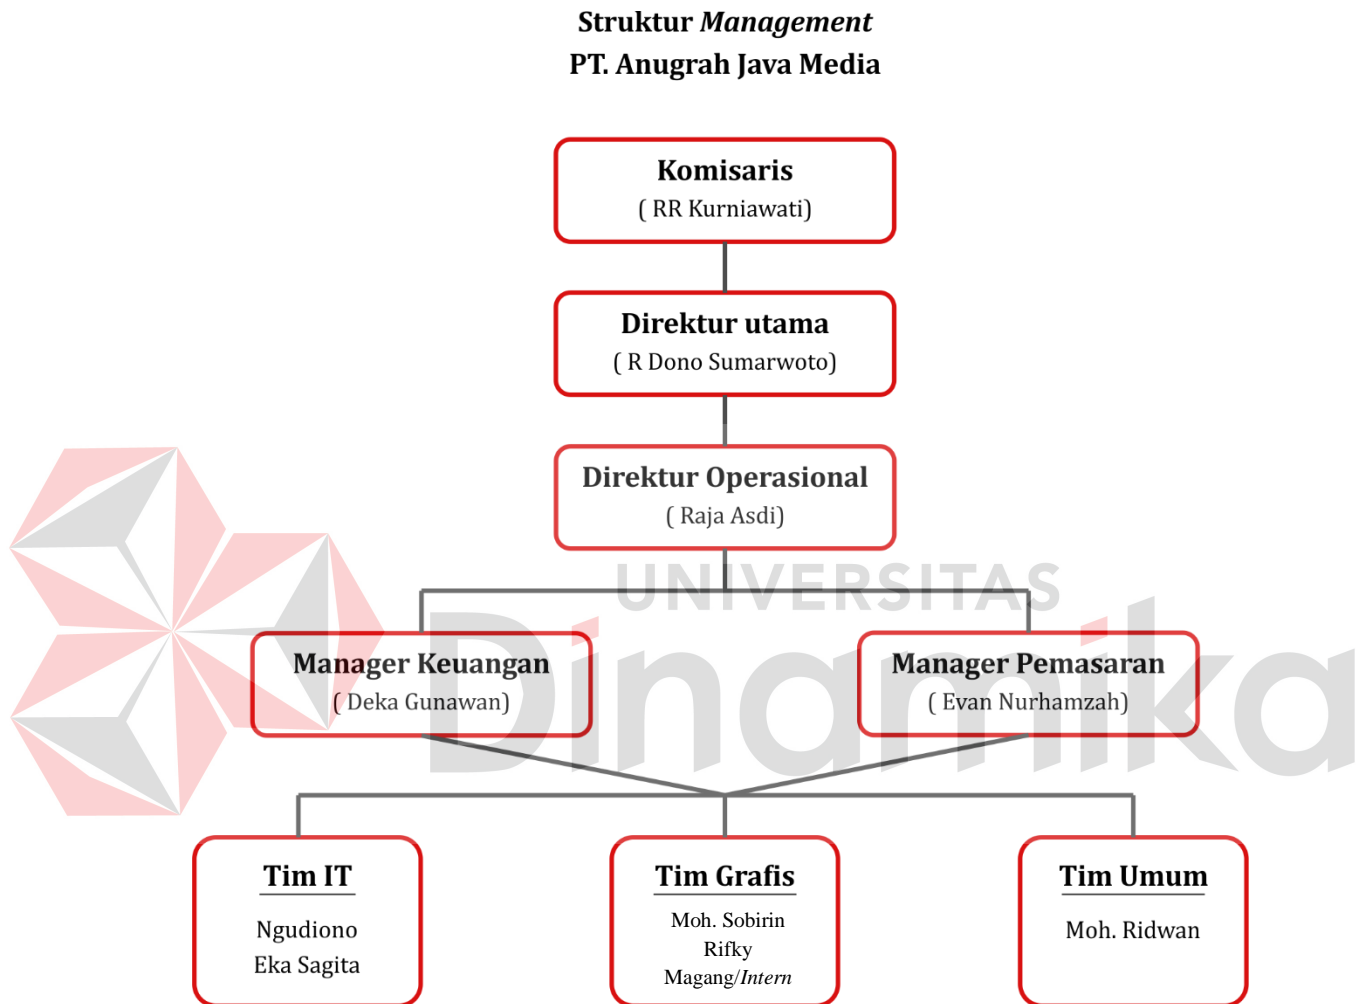 Struktur Management
PT. Anugrah Java Media
Komisaris
( RR Kurniawati)
Direktur utama
( R Dono Sumarwoto)
Direktur Operasional
( Raja Asdi)
UNIVERSITAS
Dinamika
Manager Keuangan
( Deka Gunawan)
Manager Pemasaran
( Evan Nurhamzah)
Tim IT
Ngudiono
Eka Sagita
Tim Grafis
Moh. Sobirin
Rifky
Magang/Intern
Tim Umum
Moh. Ridwan